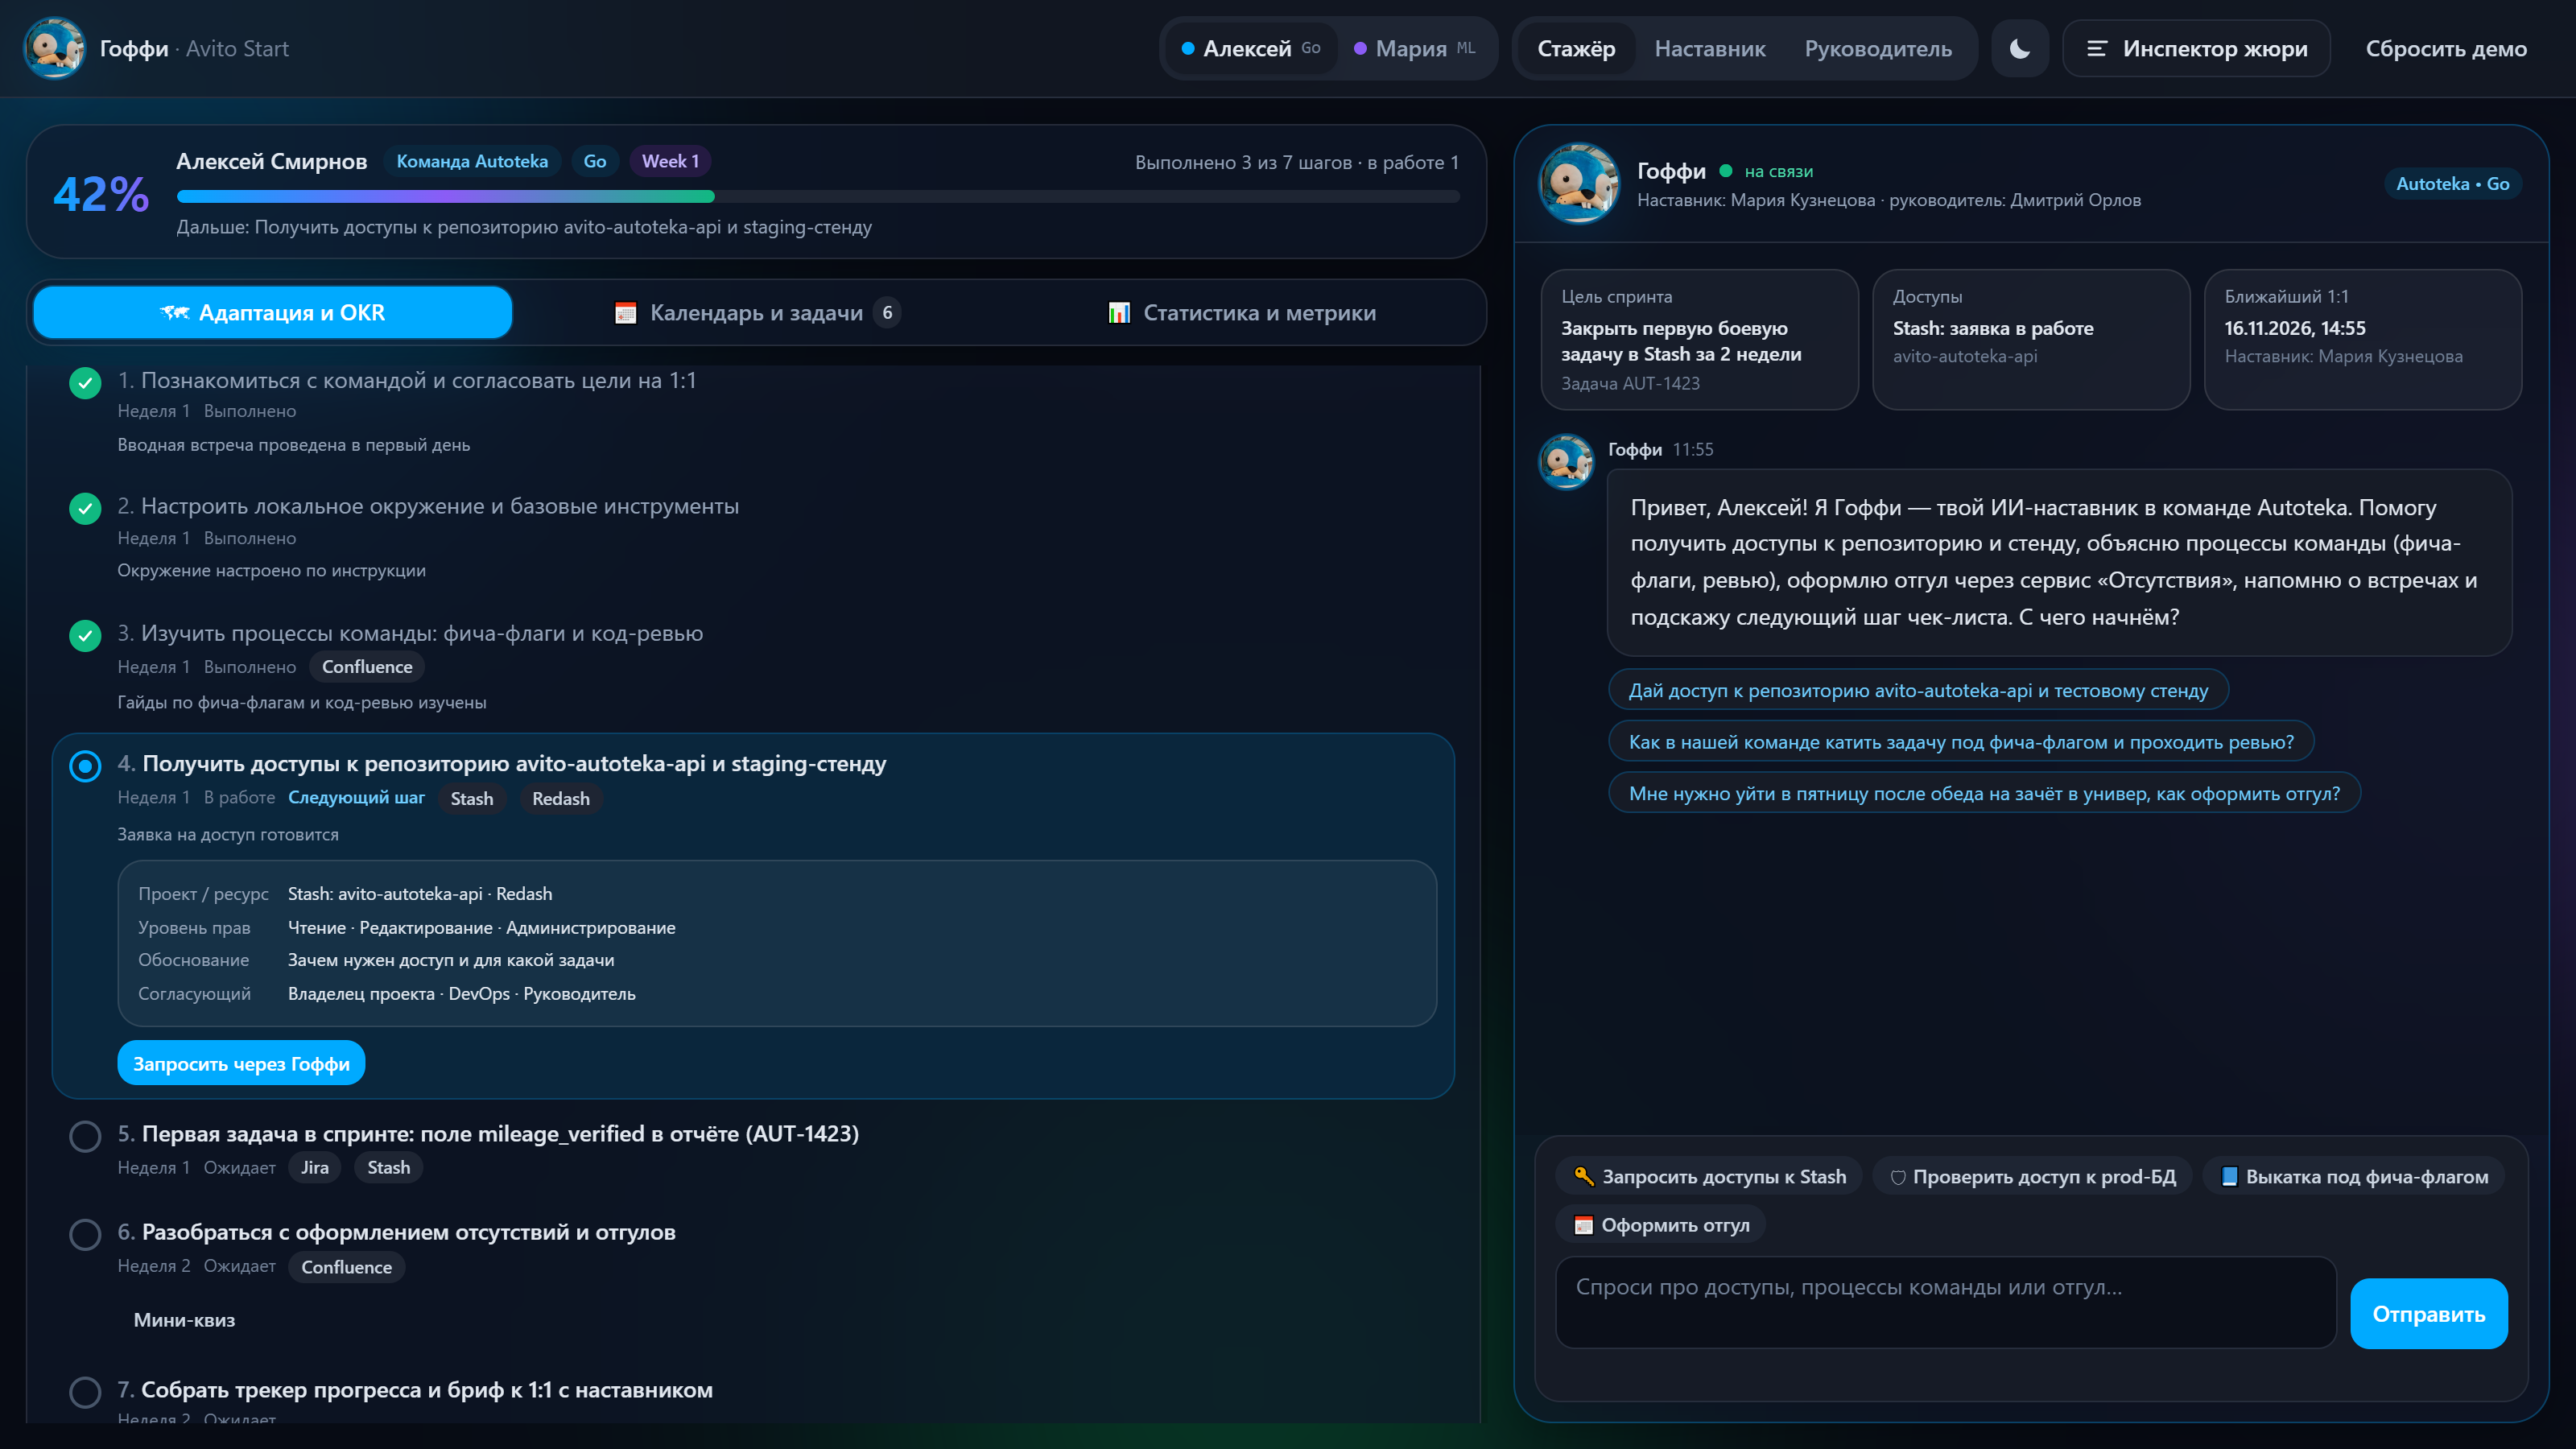 Гоффи · Avito Start
Алексей Go
Мария ML
Стажёр
Наставник
Руководитель
Инспектор жюри
Сбросить демо
42%
Алексей Смирнов
Команда Autoteka
Go
Week 1
Выполнено 3 из 7 шагов · в работе 1
Дальше: Получить доступы к репозиторию avito-autoteka-api и staging-стенду
Адаптация и OKR
Календарь и задачи 6
Статистика и метрики
1. Познакомиться с командой и согласовать цели на 1:1
Неделя 1 Выполнено
Вводная встреча проведена в первый день
2. Настроить локальное окружение и базовые инструменты
Неделя 1 Выполнено
Окружение настроено по инструкции
3. Изучить процессы команды: фича-флаги и код-ревью
Неделя 1 Выполнено Confluence
Гайды по фича-флагам и код-ревью изучены
4. Получить доступы к репозиторию avito-autoteka-api и staging-стенду
Неделя 1 В работе Следующий шаг Stash Redash
Заявка на доступ готовится
Проект / ресурс Stash: avito-autoteka-api · Redash
Уровень прав Чтение · Редактирование · Администрирование
Обоснование Зачем нужен доступ и для какой задачи
Согласующий Владелец проекта · DevOps · Руководитель
Запросить через Гоффи
5. Первая задача в спринте: поле mileage_verified в отчёте (AUT-1423)
Неделя 1 Ожидает Jira Stash
6. Разобраться с оформлением отсутствий и отгулов
Неделя 2 Ожидает Confluence
Мини-квиз
7. Собрать трекер прогресса и бриф к 1:1 с наставником
Неделя 2 Ожидает
Гоффи на связи
Наставник: Мария Кузнецова · руководитель: Дмитрий Орлов
Autoteka • Go
Цель спринта
Закрыть первую боевую
задачу в Stash за 2 недели
Задача AUT-1423
Доступы
Stash: заявка в работе
avito-autoteka-api
Ближайший 1:1
16.11.2026, 14:55
Наставник: Мария Кузнецова
Гоффи 11:55
Привет, Алексей! Я Гоффи — твой ИИ-наставник в команде Autoteka. Помогу
получить доступы к репозиторию и стенду, объясню процессы команды (фича-
флаги, ревью), оформлю отгул через сервис «Отсутствия», напомню о встречах и
подскажу следующий шаг чек-листа. С чего начнём?
Дай доступ к репозиторию avito-autoteka-api и тестовому стенду
Как в нашей команде катить задачу под фича-флагом и проходить ревью?
Мне нужно уйти в пятницу после обеда на зачёт в универ, как оформить отгул?
Запросить доступы к Stash
Проверить доступ к prod-БД
Выкатка под фича-флагом
Оформить отгул
Спроси про доступы, процессы команды или отгул...
Отправить